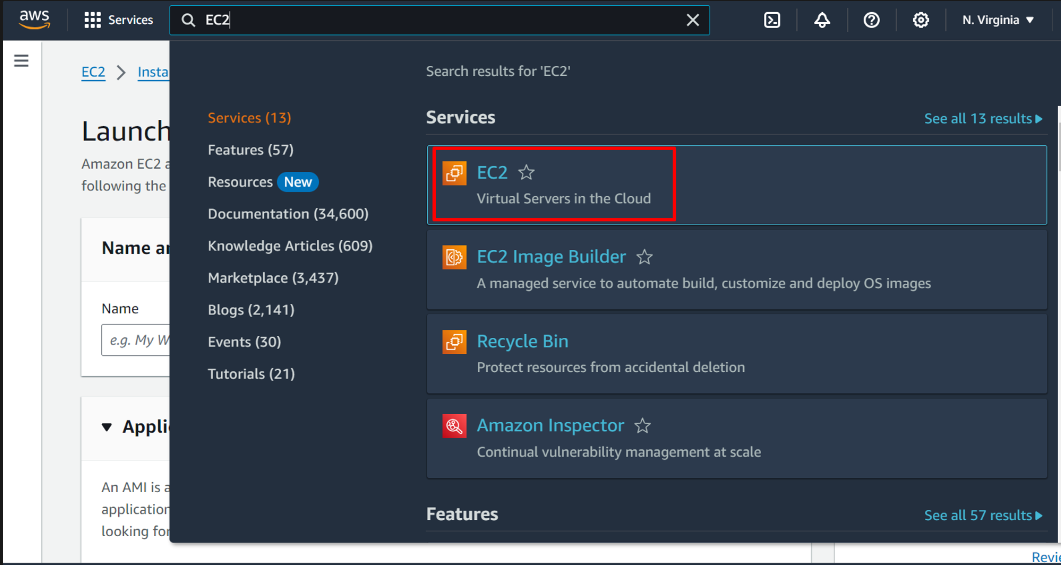 aws
Services
EC2
N. Virginia
EC2
Insta
Launch
Amazon EC2 a
following the
Name an
Name
e.g. My W
Appli
An AMI is a
application
looking for
Search results for 'EC2'
Services (13)
Features (57)
Resources New
Documentation (34,600)
Knowledge Articles (609)
Marketplace (3,437)
Blogs (2,141)
Events (30)
Tutorials (21)
Services
See all 13 results
EC2
Virtual Servers in the Cloud
EC2 Image Builder
A managed service to automate build, customize and deploy OS images
Recycle Bin
Protect resources from accidental deletion
Amazon Inspector
Continual vulnerability management at scale
Features
See all 57 results
Revie